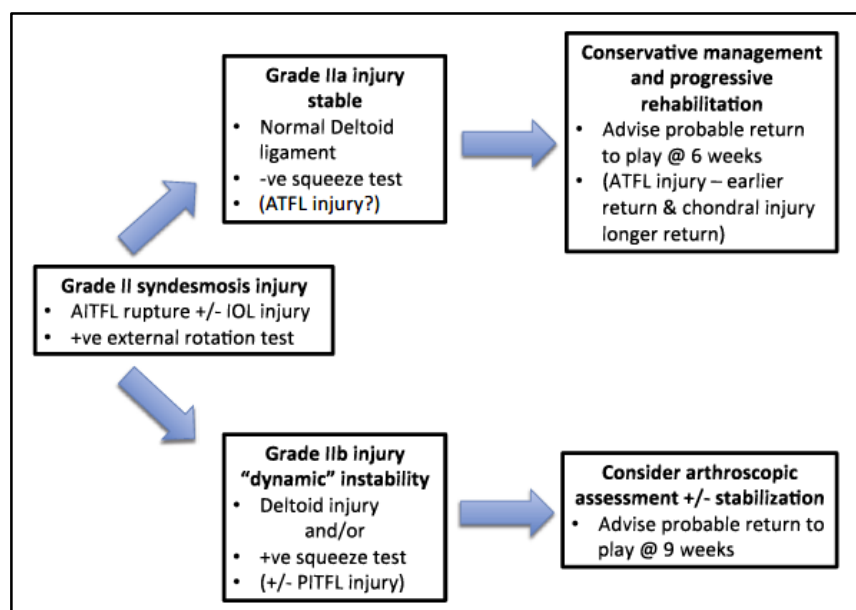 Grade IIa injury
stable
• Normal Deltoid
ligament
• -ve squeeze test
• (ATFL injury?)
Conservative management
and progressive
rehabilitation
• Advise probable return
to play @ 6 weeks
• (ATFL injury – earlier
return & chondral injury
longer return)
Grade II syndesmosis injury
• AITFL rupture +/- IOL injury
• +ve external rotation test
Grade IIb injury
“dynamic” instability
• Deltoid injury
and/or
• +ve squeeze test
• (+/- PITFL injury)
Consider arthroscopic
assessment +/- stabilization
• Advise probable return to
play @ 9 weeks